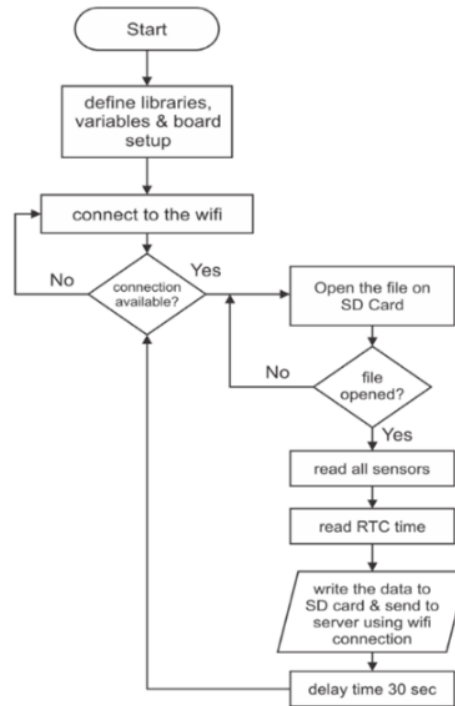 Start
define libraries,
variables & board
setup
connect to the wifi
No
connection
available?
Yes
Open the file on
SD Card
No
file
opened?
Yes
read all sensors
read RTC time
write the data to
SD card & send to
server using wifi
connection
delay time 30 sec